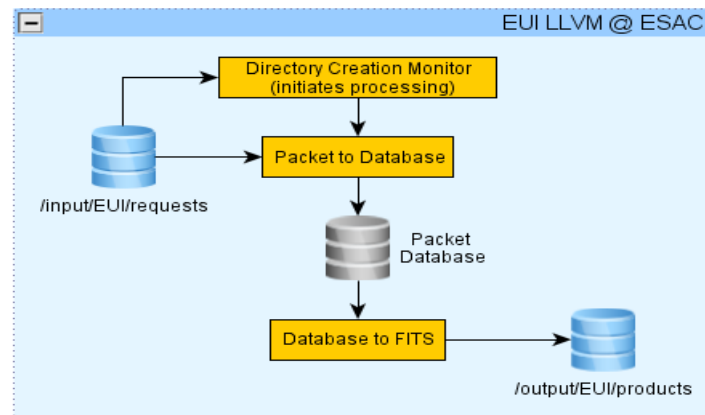 EUI LLVM @ ESAC
Directory Creation Monitor
(initiates processing)
Packet to Database
/input/EUI/requests
Packet
Database
Database to FITS
/output/EUI/products